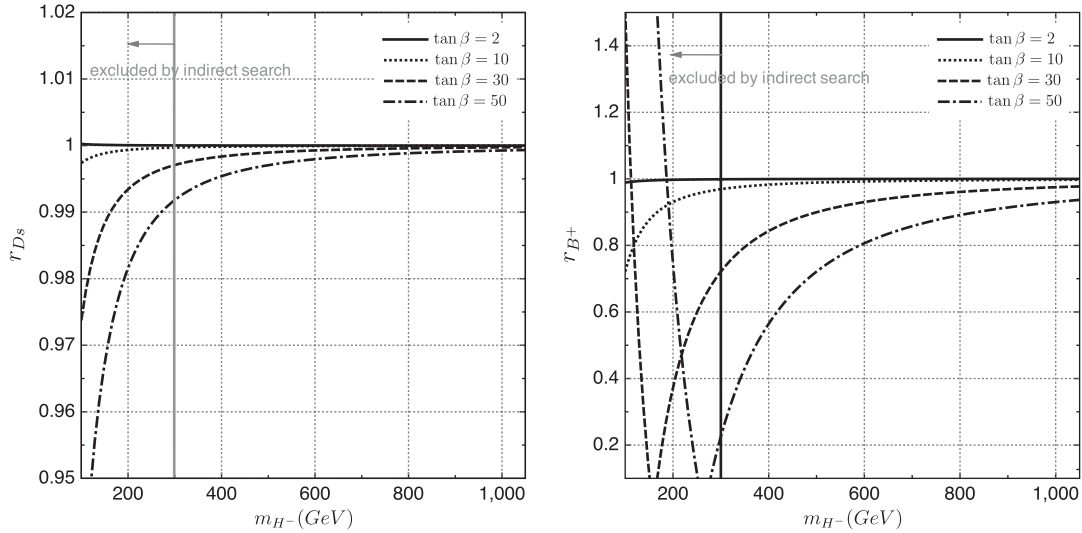 1.02
1.01
1
0.99
0.98
0.97
0.96
0.95
200
400
600
800
1,000
r_{Ds}
m_{H^-}(GeV)
excluded by indirect search
tan β = 2
tan β = 10
tan β = 30
tan β = 50
1.4
1.2
1
0.8
0.6
0.4
0.2
200
400
600
800
1,000
r_{B^+}
m_{H^-}(GeV)
excluded by indirect search
tan β = 2
tan β = 10
tan β = 30
tan β = 50